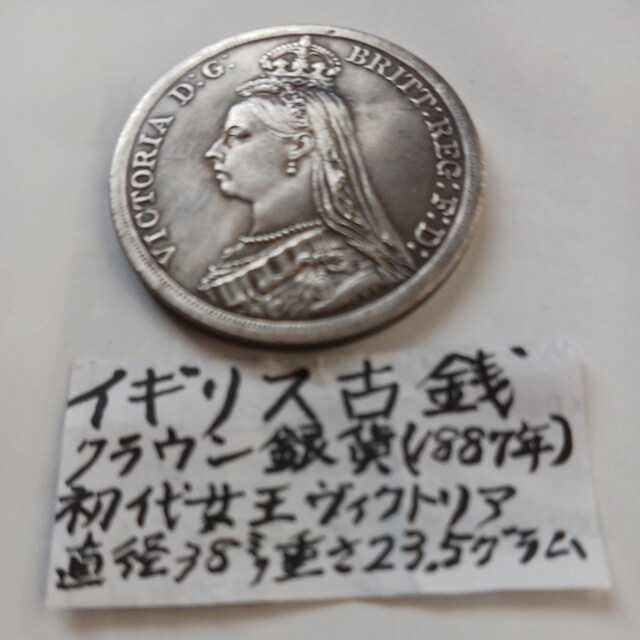 VICTORIA D: G: BRITT: REG: F: D:
イギリス古銭
クラウン銀貨(1887年)
初代女王ヴィクトリア
直径38㍉重さ23.5グラム